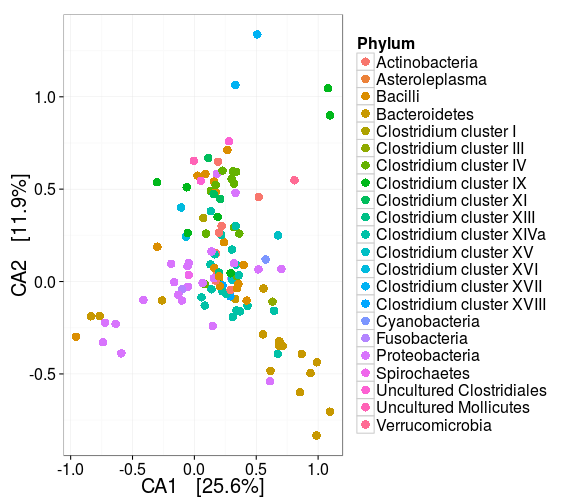 Phylum
Actinobacteria
Asteroleplasma
Bacilli
Bacteroidetes
Clostridium cluster I
Clostridium cluster III
Clostridium cluster IV
Clostridium cluster IX
Clostridium cluster XI
Clostridium cluster XIII
Clostridium cluster XIVa
Clostridium cluster XV
Clostridium cluster XVI
Clostridium cluster XVII
Clostridium cluster XVIII
Cyanobacteria
Fusobacteria
Proteobacteria
Spirochaetes
Uncultured Clostridiales
Uncultured Mollicutes
Verrucomicrobia
CA2 [11.9%]
1.0
0.5
0.0
-0.5
-1.0 -0.5 0.0 0.5 1.0
CA1 [25.6%]